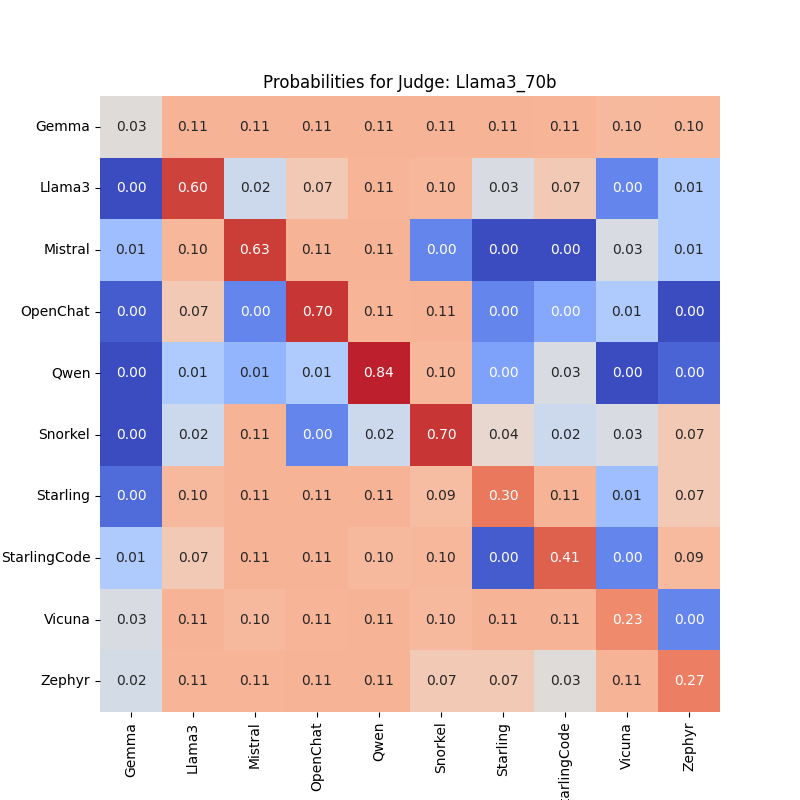 Probabilities for Judge: Llama3_70b
Gemma 0.03 0.11 0.11 0.11 0.11 0.11 0.11 0.11 0.10 0.10
Llama3 0.00 0.60 0.02 0.07 0.11 0.10 0.03 0.07 0.00 0.01
Mistral 0.01 0.10 0.63 0.11 0.11 0.00 0.00 0.00 0.03 0.01
OpenChat 0.00 0.07 0.00 0.70 0.11 0.11 0.00 0.00 0.01 0.00
Qwen 0.00 0.01 0.01 0.01 0.84 0.10 0.00 0.03 0.00 0.00
Snorkel 0.00 0.02 0.11 0.00 0.02 0.70 0.04 0.02 0.03 0.07
Starling 0.00 0.10 0.11 0.11 0.11 0.09 0.30 0.11 0.01 0.07
StarlingCode 0.01 0.07 0.11 0.11 0.10 0.10 0.00 0.41 0.00 0.09
Vicuna 0.03 0.11 0.10 0.11 0.11 0.10 0.11 0.11 0.23 0.00
Zephyr 0.02 0.11 0.11 0.11 0.11 0.07 0.07 0.03 0.11 0.27
Gemma Llama3 Mistral OpenChat Qwen Snorkel Starling arlingCode Vicuna Zephyr